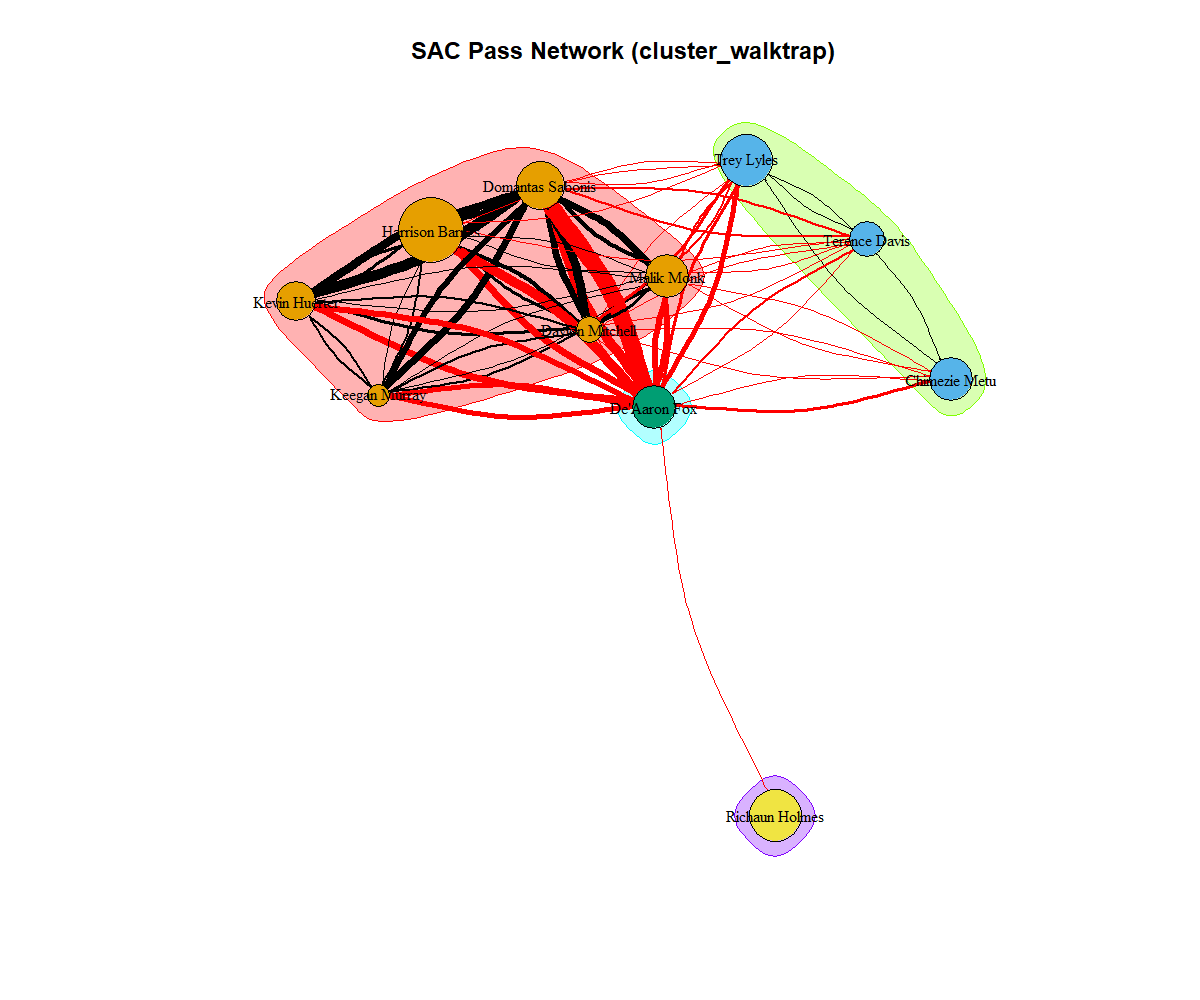 SAC Pass Network (cluster_walktrap)
Trey Lyles
Domantas Sabonis
Harrison Barnes
Terence Davis
Malik Monk
Kevin Huerter
Davion Mitchell
Chimezie Metu
Keegan Murray
De'Aaron Fox
Richaun Holmes